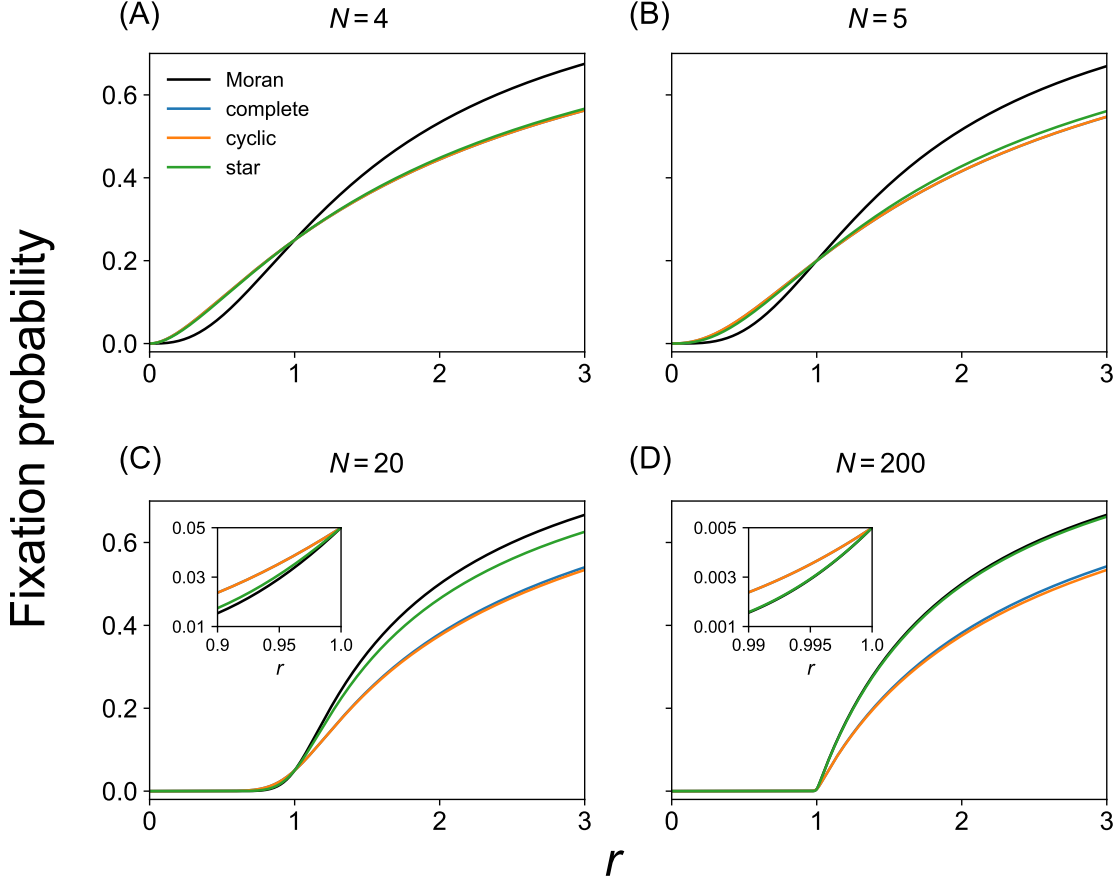 (A)
N = 4
(B)
N = 5
Moran
complete
cyclic
star
0.6
0.4
0.2
0.0
0
1
2
3
0
1
2
3
(C)
N = 20
(D)
N = 200
0.6
0.4
0.2
0.0
0.05
0.03
0.01
0.9
0.95
1.0
r
0.005
0.003
0.001
0.99
0.995
1.0
r
0
1
2
3
0
1
2
3
Fixation probability
r